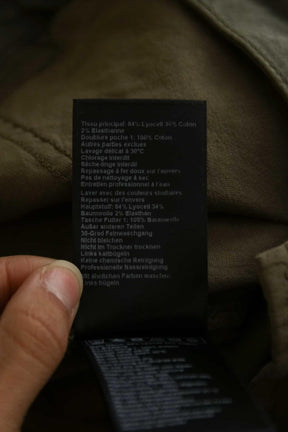 Tissu principal: 64% Lyocell 34% Coton
2% Elasthanne
Doublure poche 1: 100% Coton
Autres parties exclues
Lavage délicat à 30°C
Chlorage interdit
Sèche-linge interdit
Repassage à fer doux sur l'envers
Pas de nettoyage à sec
Entretien professionnel à l'eau
Laver avec des couleurs similaires
Repasser sur l'envers
Hauptstoff: 64% Lyocell 34%
Baumwolle 2% Elasthan
Tasche Futter 1: 100% Baumwolle
Außer anderen Teilen
30-Grad Feinwaschgang
Nicht bleichen
Nicht im Trockner trocknen
Links kaltbügeln
Keine chemische Reinigung
Professionelle Nassreinigung
Mit ähnlichen Farben waschen
Links bügeln